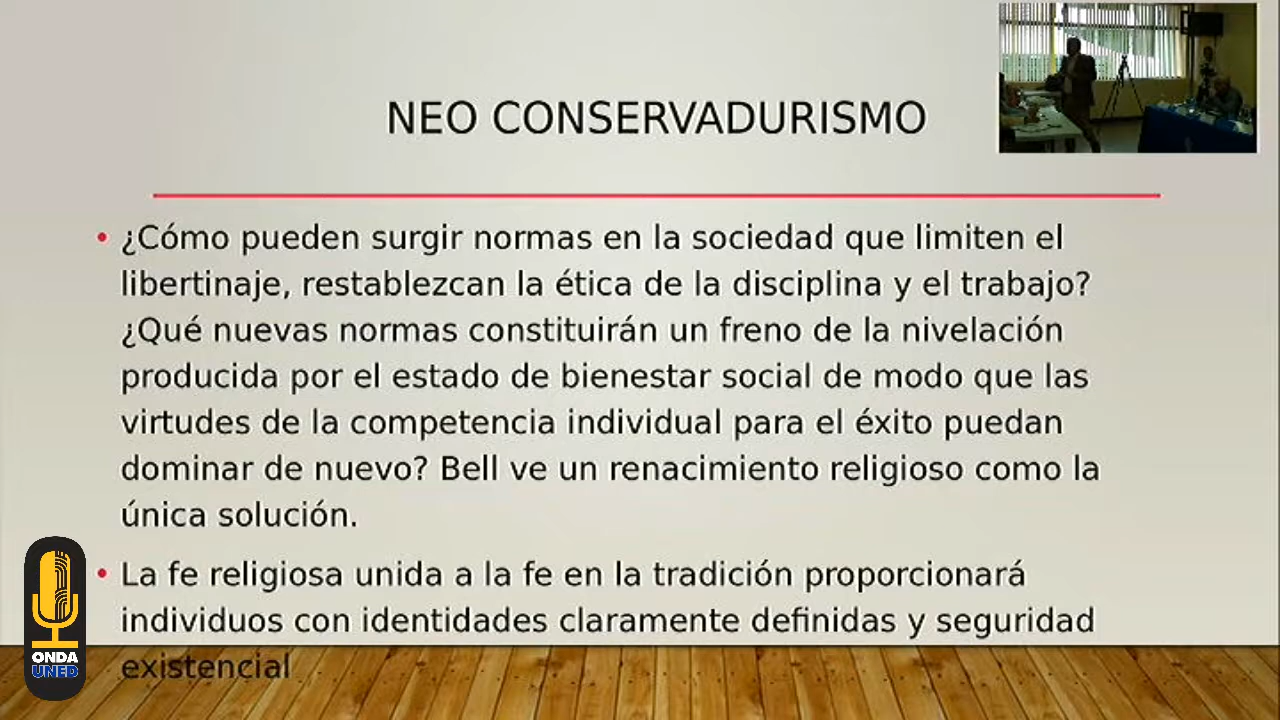 NEO CONSERVADURISMO
• ¿Cómo pueden surgir normas en la sociedad que limiten el
libertinaje, restablezcan la ética de la disciplina y el trabajo?
¿Qué nuevas normas constituirán un freno de la nivelación
producida por el estado de bienestar social de modo que las
virtudes de la competencia individual para el éxito puedan
dominar de nuevo? Bell ve un renacimiento religioso como la
única solución.
• La fe religiosa unida a la fe en la tradición proporcionará
individuos con identidades claramente definidas y seguridad
existencial
ONDA
UNED